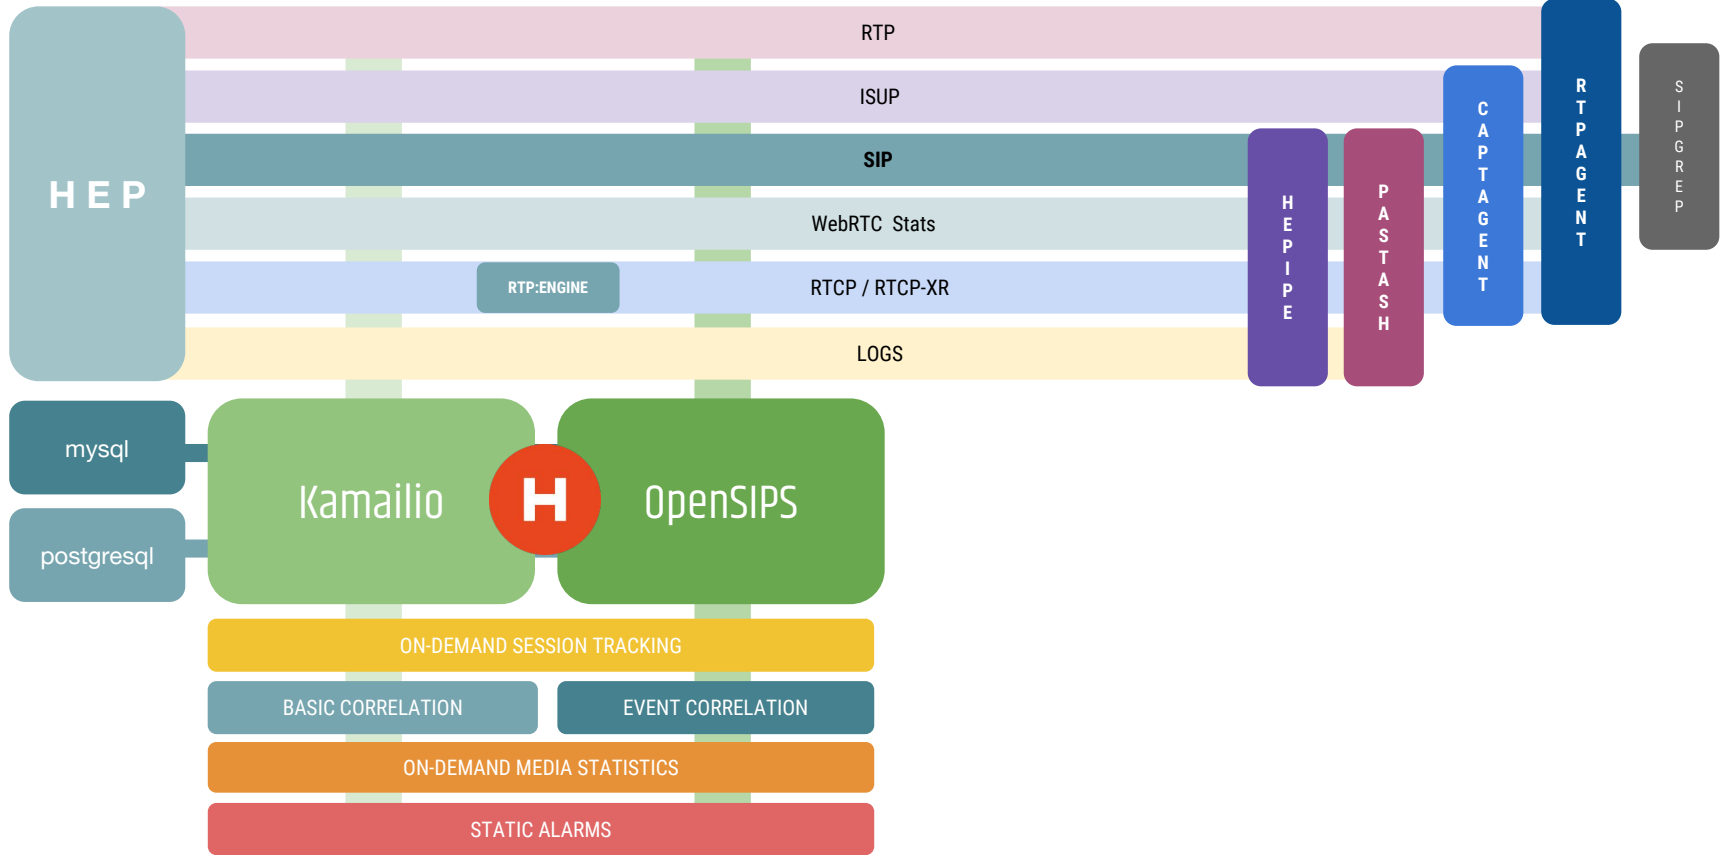 RTP
ISUP
SIP
HEP
WebRTC Stats
RTP:ENGINE
RTCP / RTCP-XR
LOGS
HEPIPE
PASTASH
CAPTAGENT
RTPAGENT
SIPGREP
mysql
postgresql
Kamailio
H
OpenSIPS
ON-DEMAND SESSION TRACKING
BASIC CORRELATION
EVENT CORRELATION
ON-DEMAND MEDIA STATISTICS
STATIC ALARMS